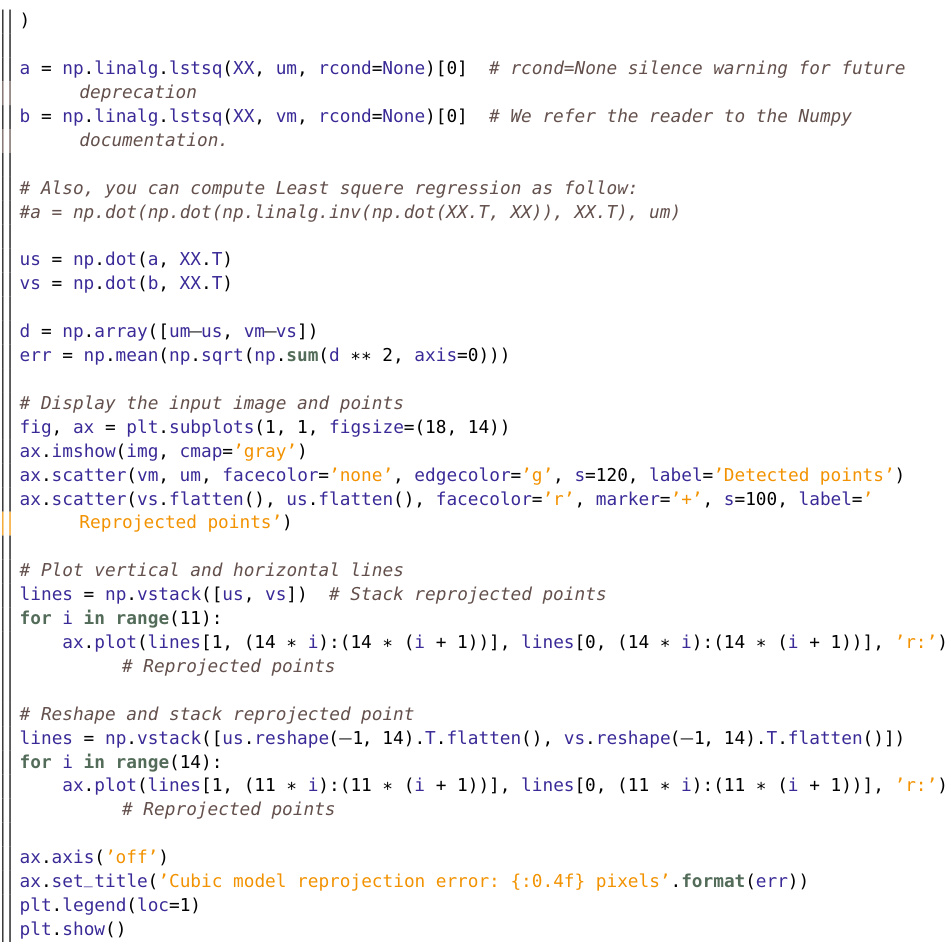 )
a = np.linalg.lstsq(XX, um, rcond=None)[0]  # rcond=None silence warning for future
deprecation
b = np.linalg.lstsq(XX, vm, rcond=None)[0]  # We refer the reader to the Numpy
documentation.
# Also, you can compute Least squere regression as follow:
#a = np.dot(np.dot(np.linalg.inv(np.dot(XX.T, XX)), XX.T), um)
us = np.dot(a, XX.T)
vs = np.dot(b, XX.T)
d = np.array([um−us, vm−vs])
err = np.mean(np.sqrt(np.sum(d ** 2, axis=0)))
# Display the input image and points
fig, ax = plt.subplots(1, 1, figsize=(18, 14))
ax.imshow(img, cmap=’gray’)
ax.scatter(vm, um, facecolor=’none’, edgecolor=’g’, s=120, label=’Detected points’)
ax.scatter(vs.flatten(), us.flatten(), facecolor=’r’, marker=’+’, s=100, label=’
Reprojected points’)
# Plot vertical and horizontal lines
lines = np.vstack([us, vs])  # Stack reprojected points
for i in range(11):
    ax.plot(lines[1, (14 * i):(14 * (i + 1))], lines[0, (14 * i):(14 * (i + 1))], ’r:’)
# Reprojected points
# Reshape and stack reprojected point
lines = np.vstack([us.reshape(−1, 14).T.flatten(), vs.reshape(−1, 14).T.flatten()])
for i in range(14):
    ax.plot(lines[1, (11 * i):(11 * (i + 1))], lines[0, (11 * i):(11 * (i + 1))], ’r:’)
# Reprojected points
ax.axis(’off’)
ax.set_title(’Cubic model reprojection error: {:0.4f} pixels’.format(err))
plt.legend(loc=1)
plt.show()